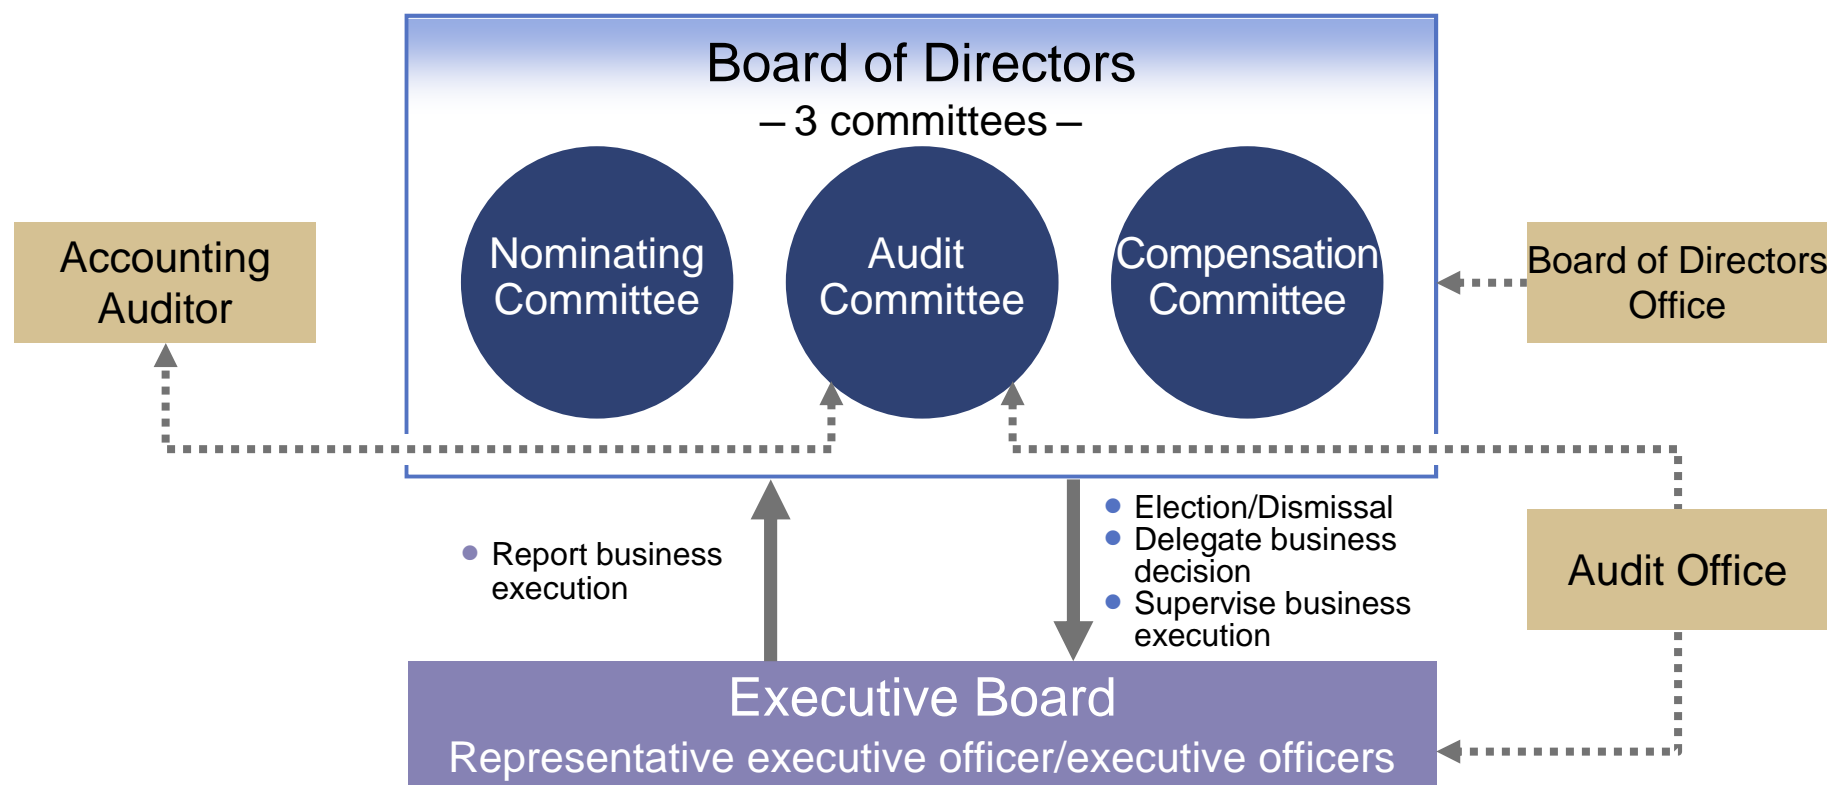 Board of Directors
– 3 committees –
Nominating
Committee
Audit
Committee
Compensation
Committee
Accounting
Auditor
Board of Directors
Office
• Report business
execution
• Election/Dismissal
• Delegate business
decision
• Supervise business
execution
Audit Office
Executive Board
Representative executive officer/executive officers